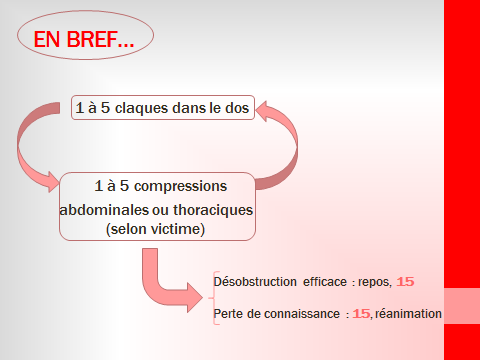 EN BREF...
1 à 5 claques dans le dos
1 à 5 compressions
abdominales ou thoraciques
(selon victime)
Désobstruction efficace : repos, 15
Perte de connaissance : 15, réanimation